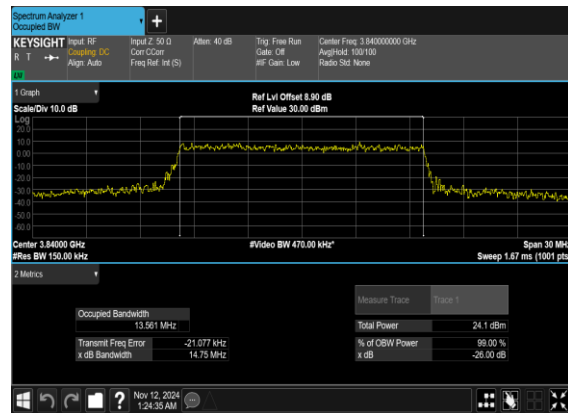 Spectrum Analyzer 1
Occupied BW
+
KEYSIGHT
R T
LV
Input: RF
Coupling: DC
Align: Auto
Input Z: 50 Ω
Corr CCorr
Freq Ref: Int (S)
Atten: 40 dB
Trig: Free Run
Gate: Off
#IF Gain: Low
Center Freq: 3.840000000 GHz
Avg|Hold: 100/100
Radio Std: None
1 Graph
Scale/Div 10.0 dB
Ref Lvl Offset 8.90 dB
Ref Value 30.00 dBm
Log
20.0
10.0
0.00
-10.0
-20.0
-30.0
-40.0
-50.0
-60.0
Center 3.84000 GHz
#Res BW 150.00 kHz
#Video BW 470.00 kHz*
Span 30 MHz
Sweep 1.67 ms (1001 pts)
2 Metrics
Measure Trace Trace 1
Occupied Bandwidth
13.561 MHz
Total Power 24.1 dBm
Transmit Freq Error -21.077 kHz
% of OBW Power 99.00 %
x dB Bandwidth 14.75 MHz
x dB -26.00 dB
?
Nov 12, 2024
1:24:35 AM